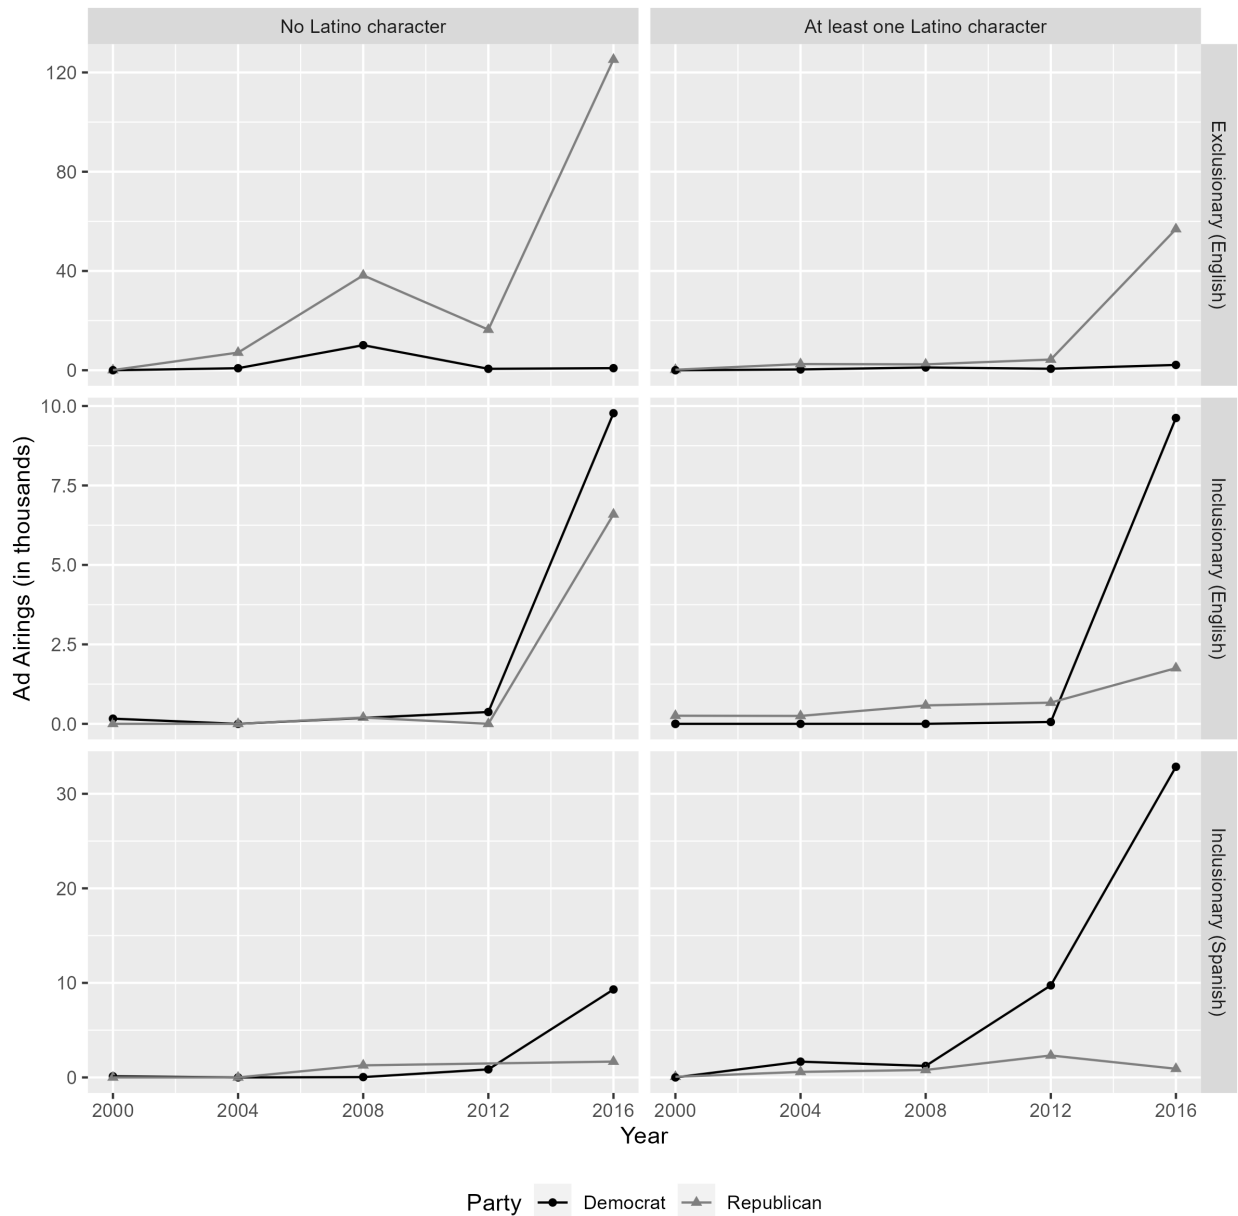 No Latino character
At least one Latino character
120
80
40
0
Exclusionary (English)
Ad Airings (in thousands)
10.0
7.5
5.0
2.5
0.0
Inclusionary (English)
30
20
10
0
Inclusionary (Spanish)
2000 2004 2008 2012 2016 2000 2004 2008 2012 2016
Year
Party Democrat Republican